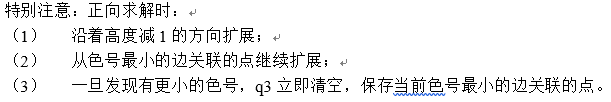 特别注意：正向求解时：
（1） 沿着高度减 1 的方向扩展；
（2） 从色号最小的边关联的点继续扩展；
（3） 一旦发现有更小的色号，q3 立即清空，保存当前色号最小的边关联的点。